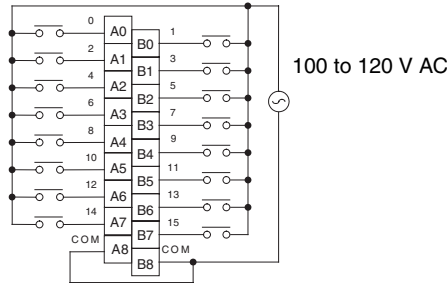 0 A0 1
B0
2 A1 3
B1
4 A2 5
B2
6 A3 7
B3
8 A4 9
B4
10 A5 11
B5
12 A6 13
B6
14 A7 15
B7
COM A8 COM
B8
100 to 120 V AC